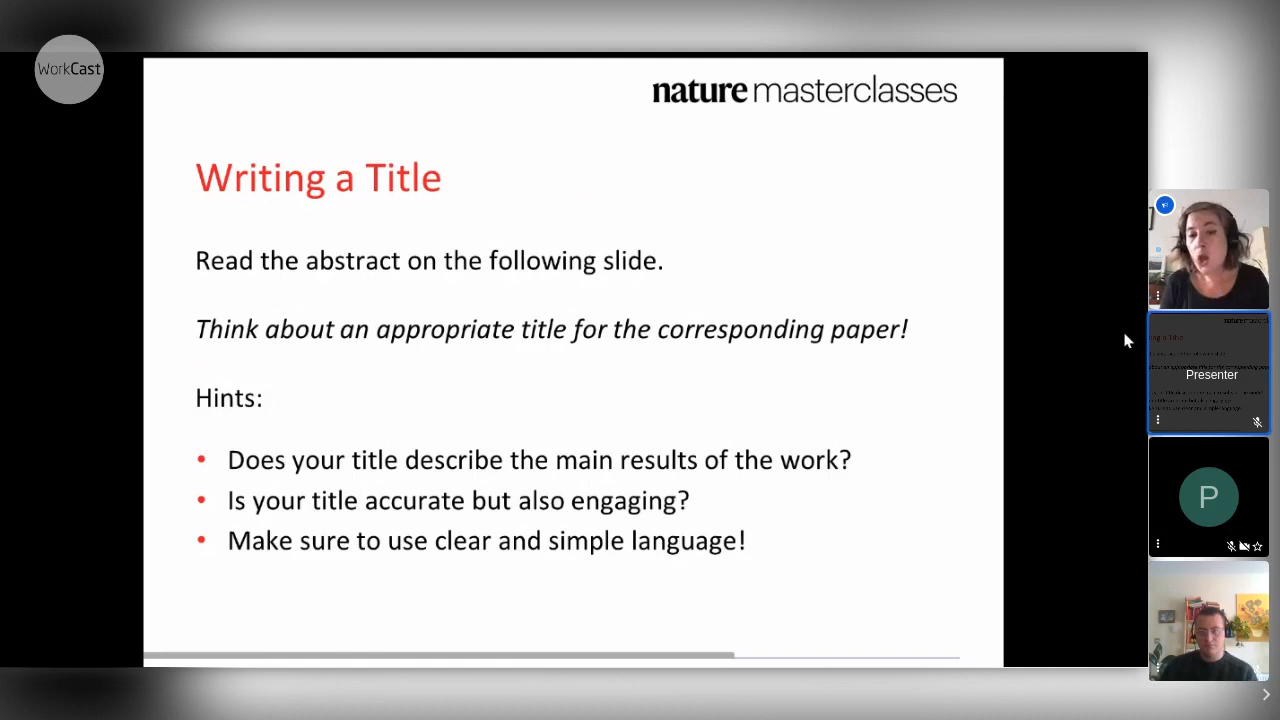 WorkCast
nature masterclasses
Writing a Title
Read the abstract on the following slide.
Think about an appropriate title for the corresponding paper!
Hints:
• Does your title describe the main results of the work?
• Is your title accurate but also engaging?
• Make sure to use clear and simple language!
Presenter
P